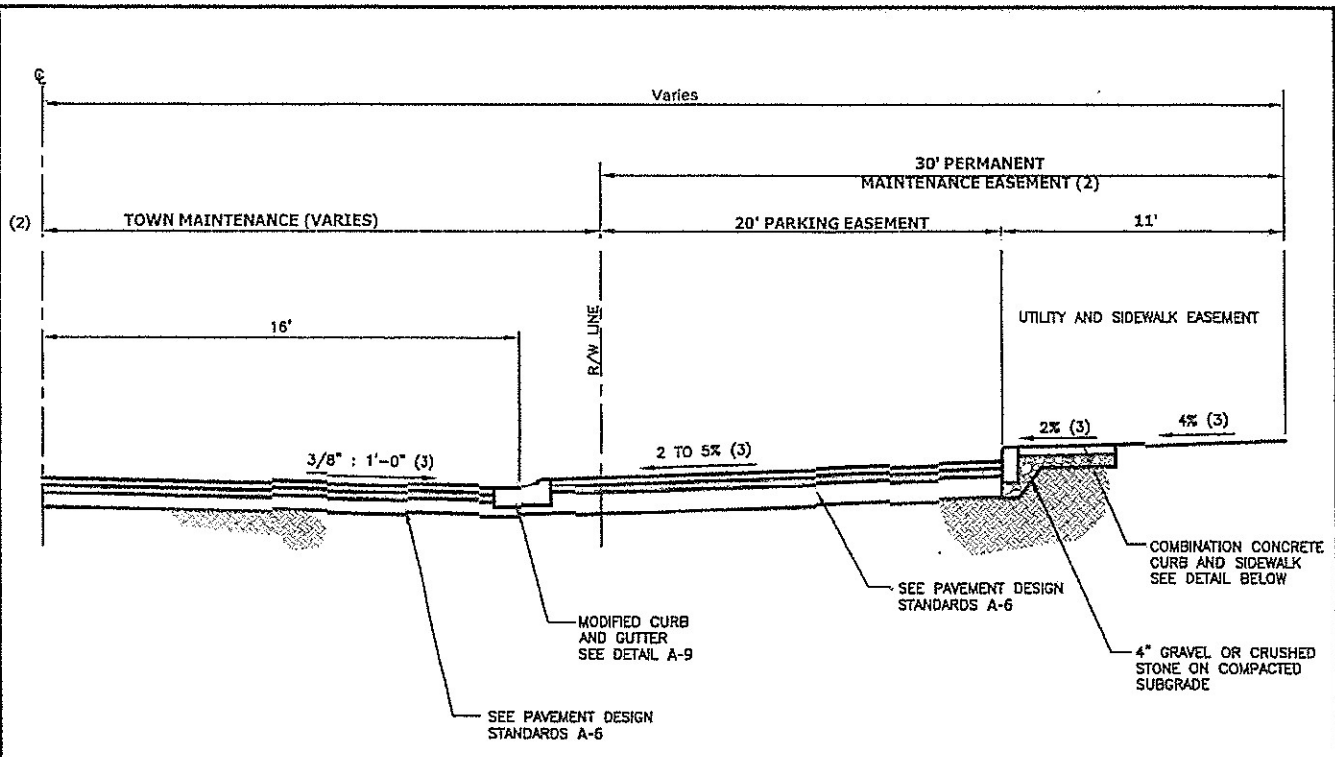 ℄
Varies
30' PERMANENT
MAINTENANCE EASEMENT (2)
(2)
TOWN MAINTENANCE (VARIES)
20' PARKING EASEMENT
11'
16'
R/W LINE
UTILITY AND SIDEWALK EASEMENT
3/8" : 1'-0" (3)
2 TO 5% (3)
2% (3)
4% (3)
COMBINATION CONCRETE
CURB AND SIDEWALK
SEE DETAIL BELOW
SEE PAVEMENT DESIGN
STANDARDS A-6
MODIFIED CURB
AND GUTTER
SEE DETAIL A-9
4" GRAVEL OR CRUSHED
STONE ON COMPACTED
SUBGRADE
SEE PAVEMENT DESIGN
STANDARDS A-6